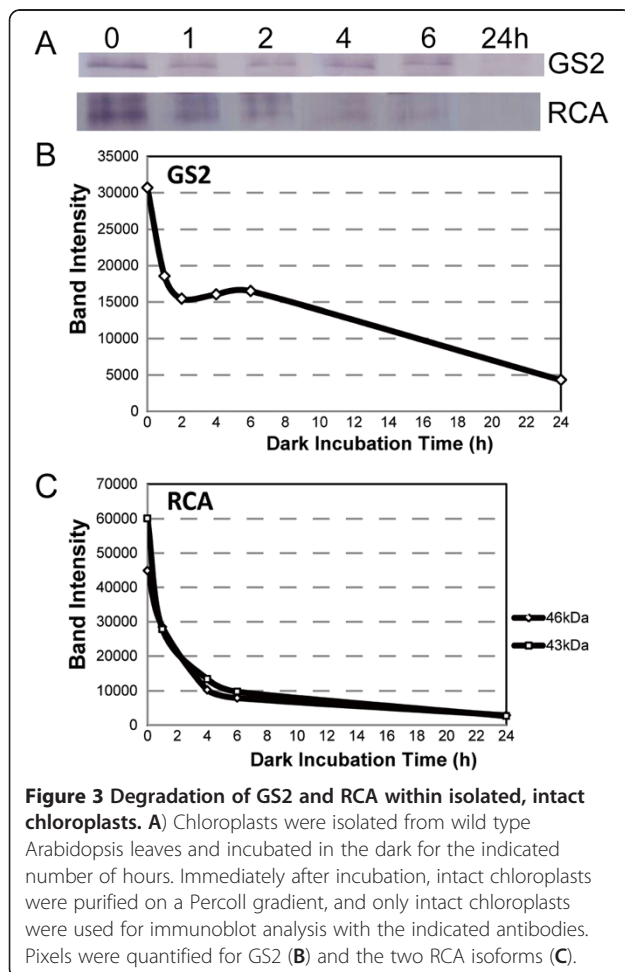 A 0 1 2 4 6 24h
GS2
RCA
B
GS2
35000
30000
25000
20000
15000
10000
5000
0
Band Intensity
0 2 4 6 8 10 12 14 16 18 20 22 24
Dark Incubation Time (h)
C
RCA
70000
60000
50000
40000
30000
20000
10000
0
Band Intensity
46kDa
43kDa
0 2 4 6 8 10 12 14 16 18 20 22 24
Dark Incubation Time (h)
Figure 3 Degradation of GS2 and RCA within isolated, intact
chloroplasts. A) Chloroplasts were isolated from wild type
Arabidopsis leaves and incubated in the dark for the indicated
number of hours. Immediately after incubation, intact chloroplasts
were purified on a Percoll gradient, and only intact chloroplasts
were used for immunoblot analysis with the indicated antibodies.
Pixels were quantified for GS2 (B) and the two RCA isoforms (C).